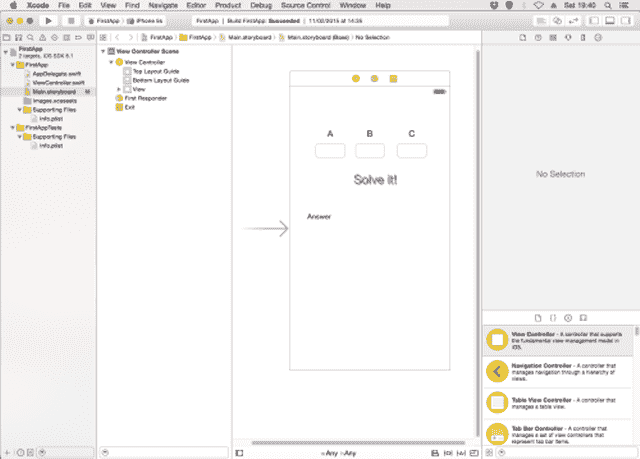 Xcode File Edit View Find Navigate Editor Product Debug Source Control Window Help Sat 19:40
FirstApp iPhone 5s FirstApp | Build FirstApp: Succeeded | 11/02/2015 at 14:35
FirstApp FirstApp Main.storyboard Main.storyboard (Base) No Selection
FirstApp
2 targets, iOS SDK 8.1
FirstApp
AppDelegate.swift
ViewController.swift
Main.storyboard M
Images.xcassets
Supporting Files
Info.plist
FirstAppTests
Supporting Files
Info.plist
View Controller Scene
View Controller
Top Layout Guide
Bottom Layout Guide
View
First Responder
Exit
A B C
Solve it!
Answer
No Selection
View Controller - A controller that supports
the fundamental view management model in
iOS.
Navigation Controller - A controller that
manages navigation through a hierarchy of
views.
Table View Controller - A controller that
manages a table view.
Tab Bar Controller - A controller that
manages a set of view controllers that
represent tab bar items.
wAny hAny